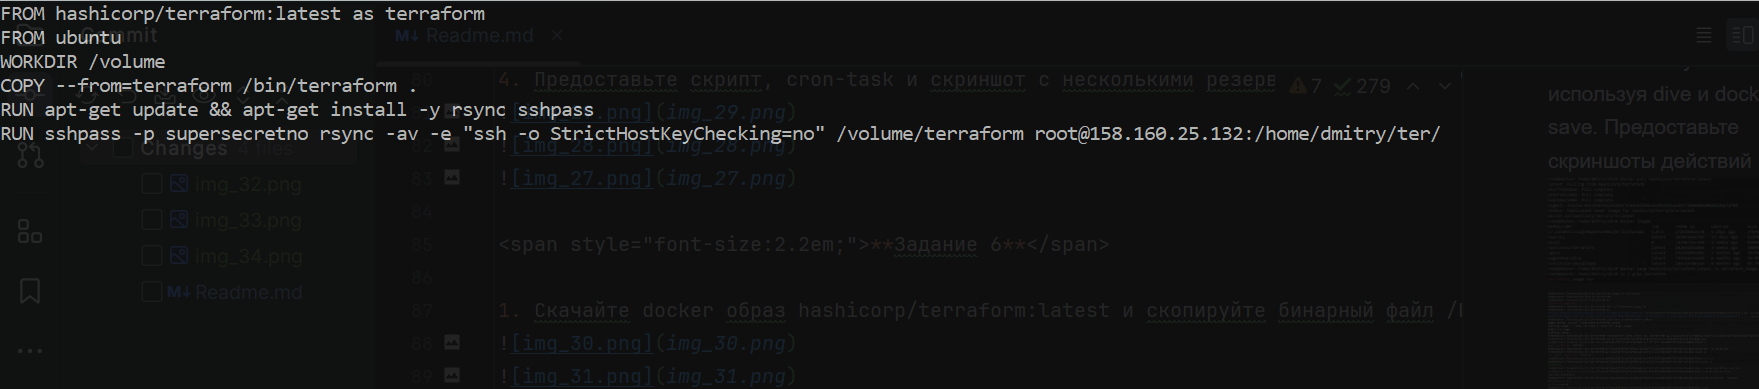 FROM hashicorp/terraform:latest as terraform
FROM ubuntu
WORKDIR /volume
COPY --from=terraform /bin/terraform .
RUN apt-get update && apt-get install -y rsync sshpass
RUN sshpass -p supersecretno rsync -av -e "ssh -o StrictHostKeyChecking=no" /volume/terraform root@158.160.25.132:/home/dmitry/ter/
Commit
Changes 4 files
img_32.png
img_33.png
img_34.png
Readme.md
Readme.md
7 279
80 4. Предоставьте скрипт, cron-task и скриншот с несколькими резерв
![img_29.png](img_29.png)
82 ![img_28.png](img_28.png)
83 ![img_27.png](img_27.png)
84
85 <span style="font-size:2.2em;">**Задание 6**</span>
86
87 1. Скачайте docker образ hashicorp/terraform:latest и скопируйте бинарный файл
88 ![img_30.png](img_30.png)
89 ![img_31.png](img_31.png)
используя dive и dock
save. Предоставьте
скриншоты действий